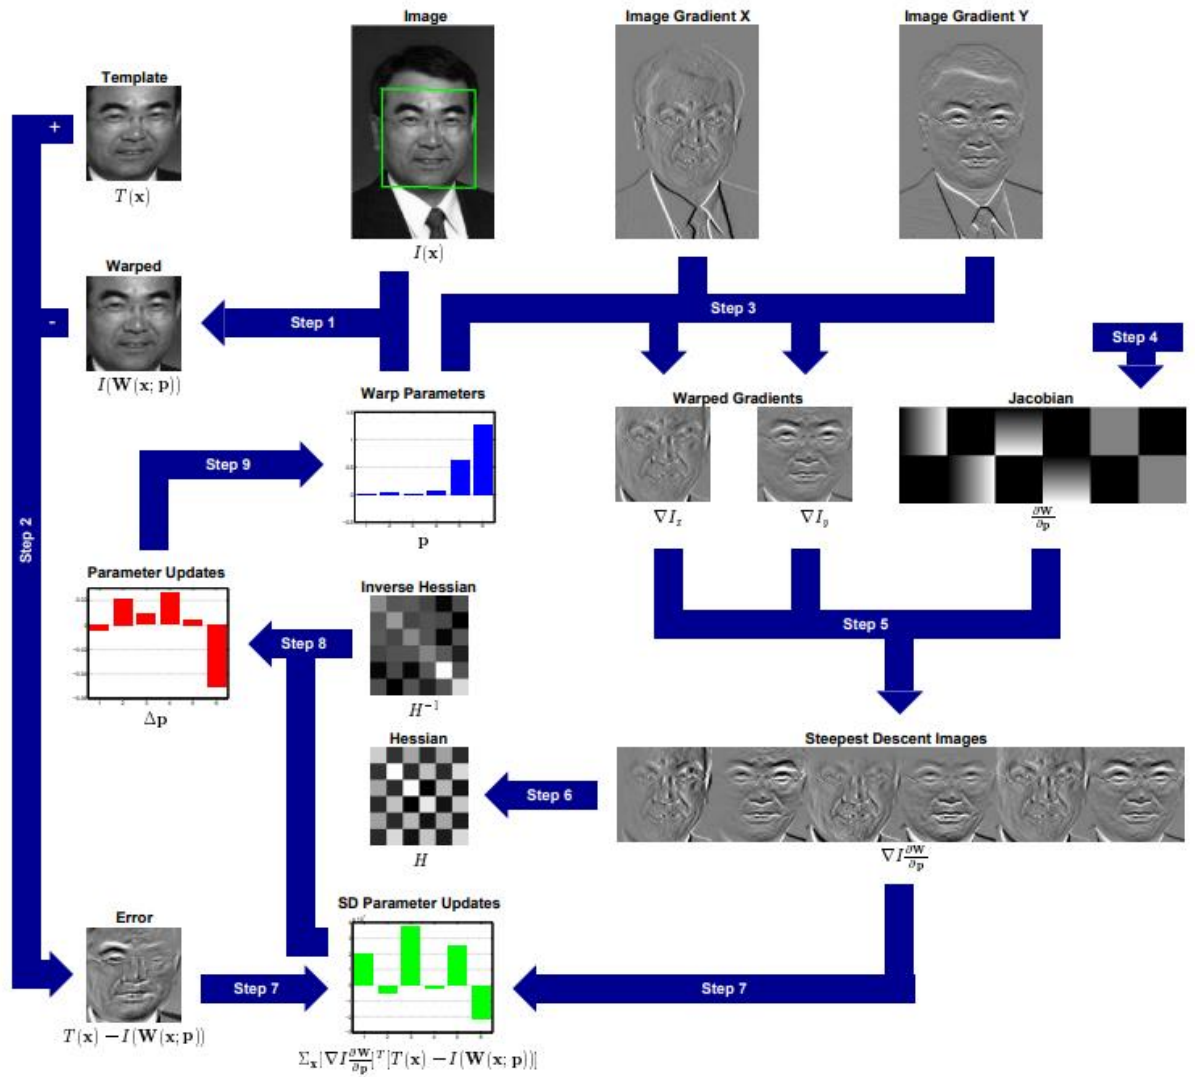 Image
Image Gradient X
Image Gradient Y
Template
+
T(x)
I(x)
Warped
-
Step 1
Step 3
Step 4
I(W(x; p))
Warp Parameters
Warped Gradients
Jacobian
Step 9
∇I_x
∇I_y
∂W/∂p
p
Step 2
Parameter Updates
Inverse Hessian
Step 5
Step 8
H⁻¹
Δp
Hessian
Steepest Descent Images
Step 6
H
∇I ∂W/∂p
Error
SD Parameter Updates
Step 7
Step 7
T(x) − I(W(x; p))
Σ_x[∇I ∂W/∂p]ᵀ[T(x) − I(W(x; p))]